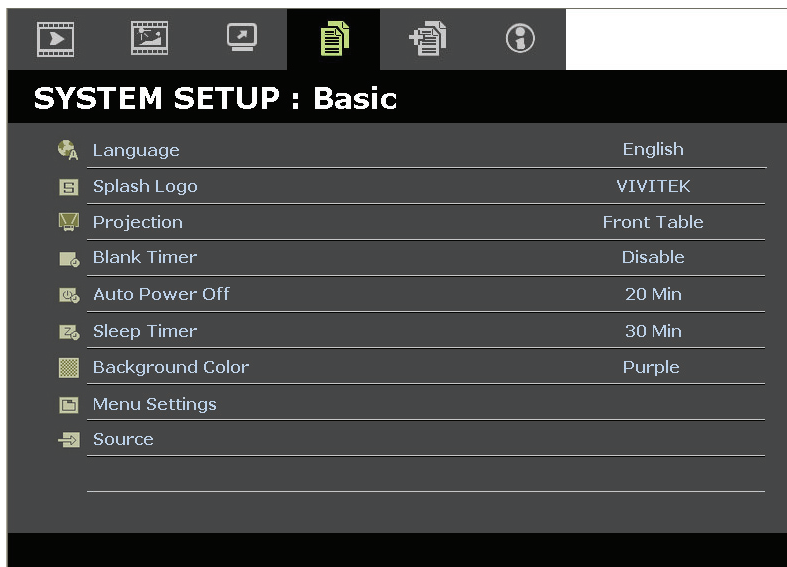 SYSTEM SETUP : Basic
Language English
Splash Logo VIVITEK
Projection Front Table
Blank Timer Disable
Auto Power Off 20 Min
Sleep Timer 30 Min
Background Color Purple
Menu Settings
Source